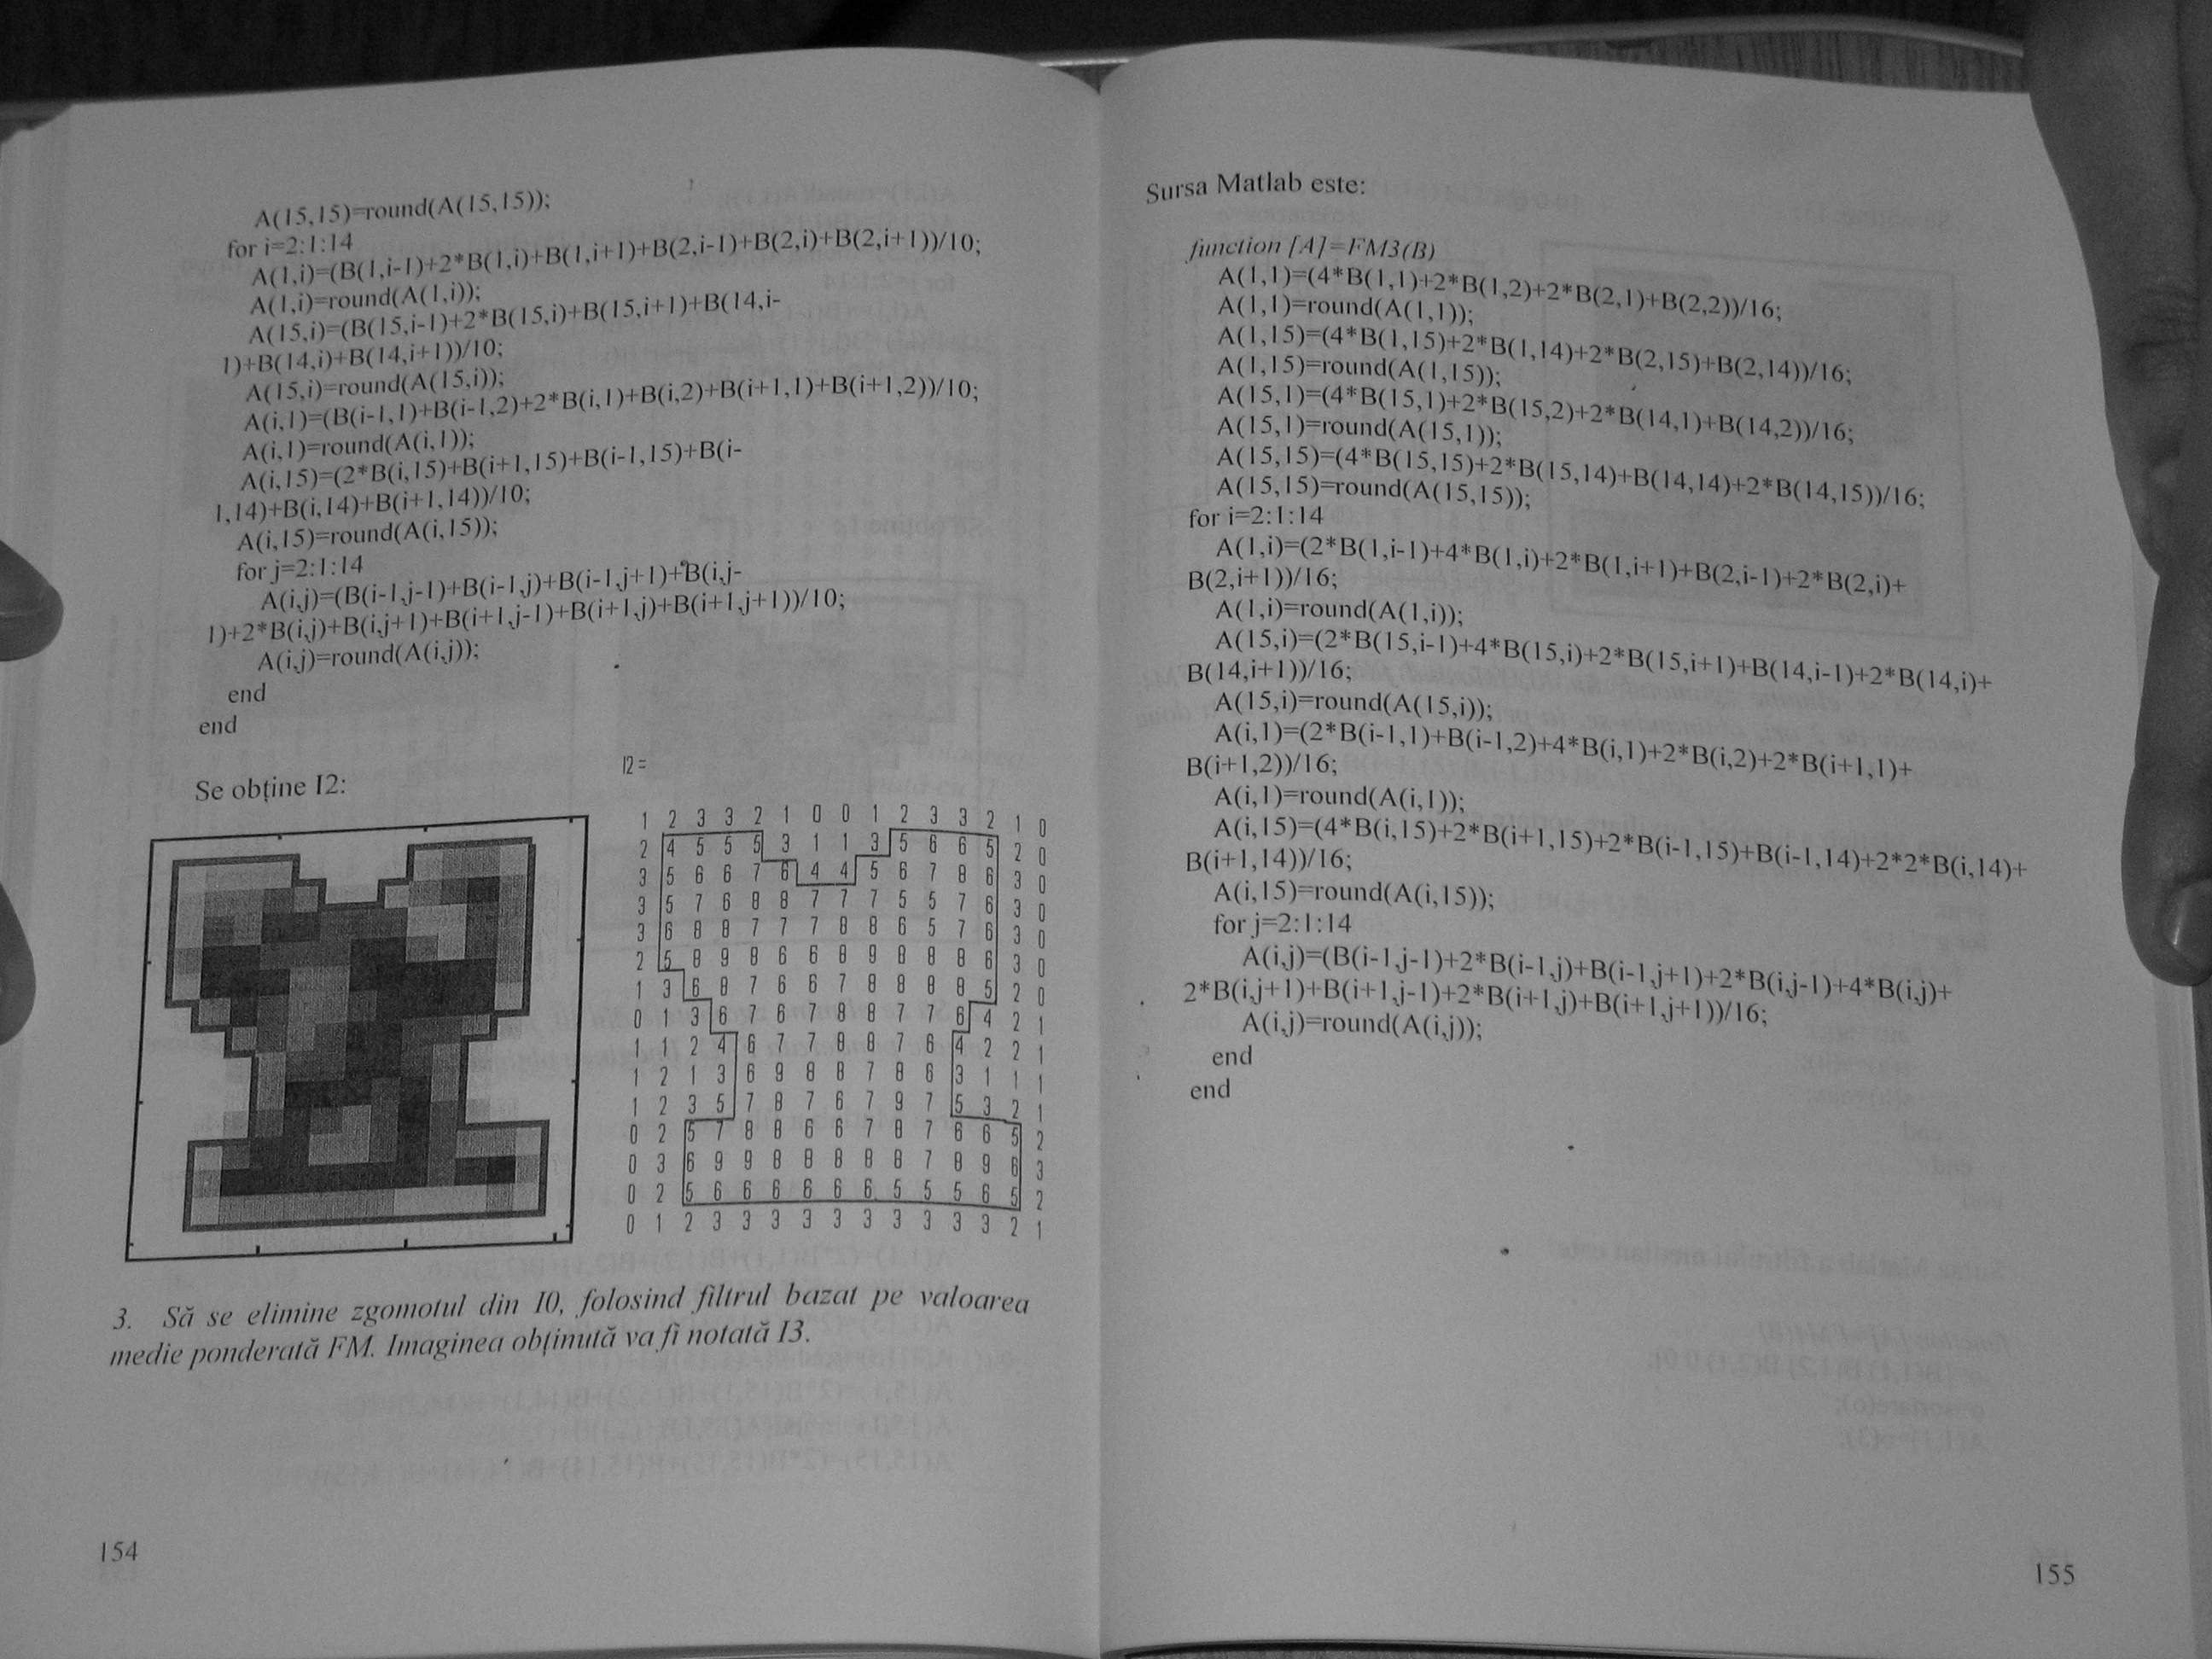 A(15,15)=round(A(15,15));
for i=2:1:14
A(1,i)=(B(1,i-1)+2*B(1,i)+B(1,i+1)+B(2,i-1)+B(2,i)+B(2,i+1))/10;
A(1,i)=round(A(1,i));
A(15,i)=(B(15,i-1)+2*B(15,i)+B(15,i+1)+B(14,i-
1)+B(14,i)+B(14,i+1))/10;
A(15,i)=round(A(15,i));
A(i,1)=(B(i-1,1)+B(i-1,2)+2*B(i,1)+B(i,2)+B(i+1,1)+B(i+1,2))/10;
A(i,1)=round(A(i,1));
A(i,15)=(2*B(i,15)+B(i+1,15)+B(i-1,15)+B(i-
1,14)+B(i,14)+B(i+1,14))/10;
A(i,15)=round(A(i,15));
for j=2:1:14
A(i,j)=(B(i-1,j-1)+B(i-1,j)+B(i-1,j+1)+B(i,j-
1)+2*B(i,j)+B(i,j+1)+B(i+1,j-1)+B(i+1,j)+B(i+1,j+1))/10;
A(i,j)=round(A(i,j));
end
end
Se obține I2:
I2 =
1 2 3 3 2 1 0 0 1 2 3 3 2 1 0
2 4 5 5 5 3 1 1 3 5 6 6 5 2 0
3 5 6 6 7 6 4 4 5 6 7 8 6 3 0
3 5 7 6 8 8 7 7 7 5 5 7 6 3 0
3 6 8 8 7 7 7 8 8 6 5 7 6 3 0
2 5 8 9 8 6 6 8 9 8 8 8 6 3 0
1 3 6 8 7 6 6 7 8 8 8 8 5 2 0
0 1 3 6 7 6 7 8 8 7 7 6 4 2 1
1 1 2 4 6 7 7 8 8 7 6 4 2 2 1
1 2 1 3 6 9 8 8 7 8 6 3 1 1 1
1 2 3 5 7 8 7 6 7 9 7 5 3 2 1
0 2 5 7 8 8 6 6 7 8 7 6 6 5 2
0 3 6 9 9 8 8 8 8 8 7 8 9 6 3
0 2 5 6 6 6 6 6 6 5 5 5 6 5 2
0 1 2 3 3 3 3 3 3 3 3 3 3 2 1
3. Să se elimine zgomotul din I0, folosind filtrul bazat pe valoarea
medie ponderată FM. Imaginea obținută va fi notată I3.
154
Sursa Matlab este:
function [A]=FM3(B)
A(1,1)=(4*B(1,1)+2*B(1,2)+2*B(2,1)+B(2,2))/16;
A(1,1)=round(A(1,1));
A(1,15)=(4*B(1,15)+2*B(1,14)+2*B(2,15)+B(2,14))/16;
A(1,15)=round(A(1,15));
A(15,1)=(4*B(15,1)+2*B(15,2)+2*B(14,1)+B(14,2))/16;
A(15,1)=round(A(15,1));
A(15,15)=(4*B(15,15)+2*B(15,14)+B(14,14)+2*B(14,15))/16;
A(15,15)=round(A(15,15));
for i=2:1:14
A(1,i)=(2*B(1,i-1)+4*B(1,i)+2*B(1,i+1)+B(2,i-1)+2*B(2,i)+
B(2,i+1))/16;
A(1,i)=round(A(1,i));
A(15,i)=(2*B(15,i-1)+4*B(15,i)+2*B(15,i+1)+B(14,i-1)+2*B(14,i)+
B(14,i+1))/16;
A(15,i)=round(A(15,i));
A(i,1)=(2*B(i-1,1)+B(i-1,2)+4*B(i,1)+2*B(i,2)+2*B(i+1,1)+
B(i+1,2))/16;
A(i,1)=round(A(i,1));
A(i,15)=(4*B(i,15)+2*B(i+1,15)+2*B(i-1,15)+B(i-1,14)+2*2*B(i,14)+
B(i+1,14))/16;
A(i,15)=round(A(i,15));
for j=2:1:14
A(i,j)=(B(i-1,j-1)+2*B(i-1,j)+B(i-1,j+1)+2*B(i,j-1)+4*B(i,j)+
2*B(i,j+1)+B(i+1,j-1)+2*B(i+1,j)+B(i+1,j+1))/16;
A(i,j)=round(A(i,j));
end
end
155